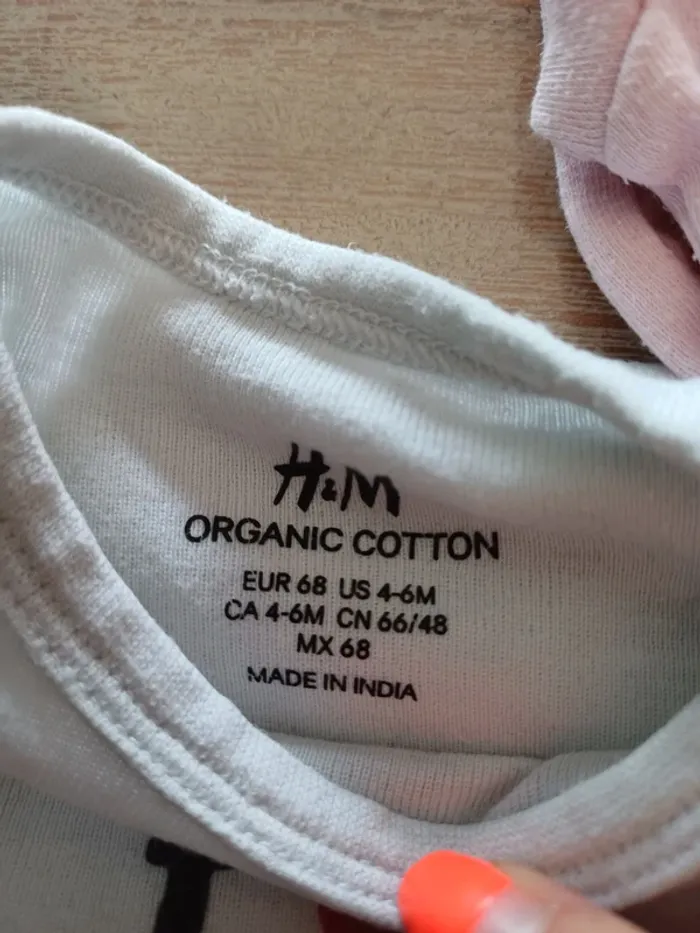 H&M
ORGANIC COTTON
EUR 68 US 4-6M
CA 4-6M CN 66/48
MX 68
MADE IN INDIA